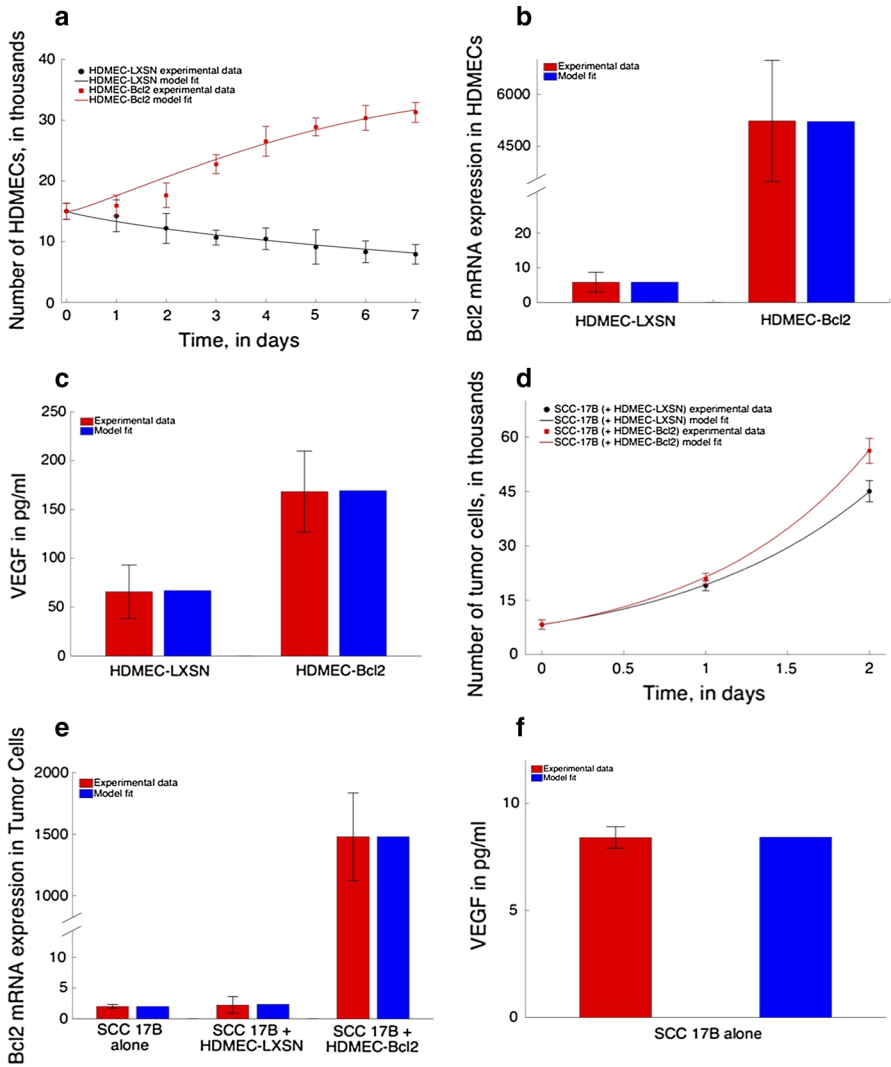 a
Number of HDMECs, in thousands
40
30
20
10
0
HDMEC-LXSN experimental data
HDMEC-LXSN model fit
HDMEC-Bcl2 experimental data
HDMEC-Bcl2 model fit
0 1 2 3 4 5 6 7
Time, in days
b
Bcl2 mRNA expression in HDMECs
6000
4500
20
10
0
Experimental data
Model fit
HDMEC-LXSN HDMEC-Bcl2
c
VEGF in pg/ml
250
200
150
100
50
0
Experimental data
Model fit
HDMEC-LXSN HDMEC-Bcl2
d
Number of tumor cells, in thousands
60
45
30
15
0
SCC-17B (+ HDMEC-LXSN) experimental data
SCC-17B (+ HDMEC-LXSN) model fit
SCC-17B (+ HDMEC-Bcl2) experimental data
SCC-17B (+ HDMEC-Bcl2) model fit
0 0.5 1 1.5 2
Time, in days
e
Bcl2 mRNA expression in Tumor Cells
2000
1500
1000
10
5
0
Experimental data
Model fit
SCC 17B alone
SCC 17B + HDMEC-LXSN
SCC 17B + HDMEC-Bcl2
f
VEGF in pg/ml
10
5
0
Experimental data
Model fit
SCC 17B alone